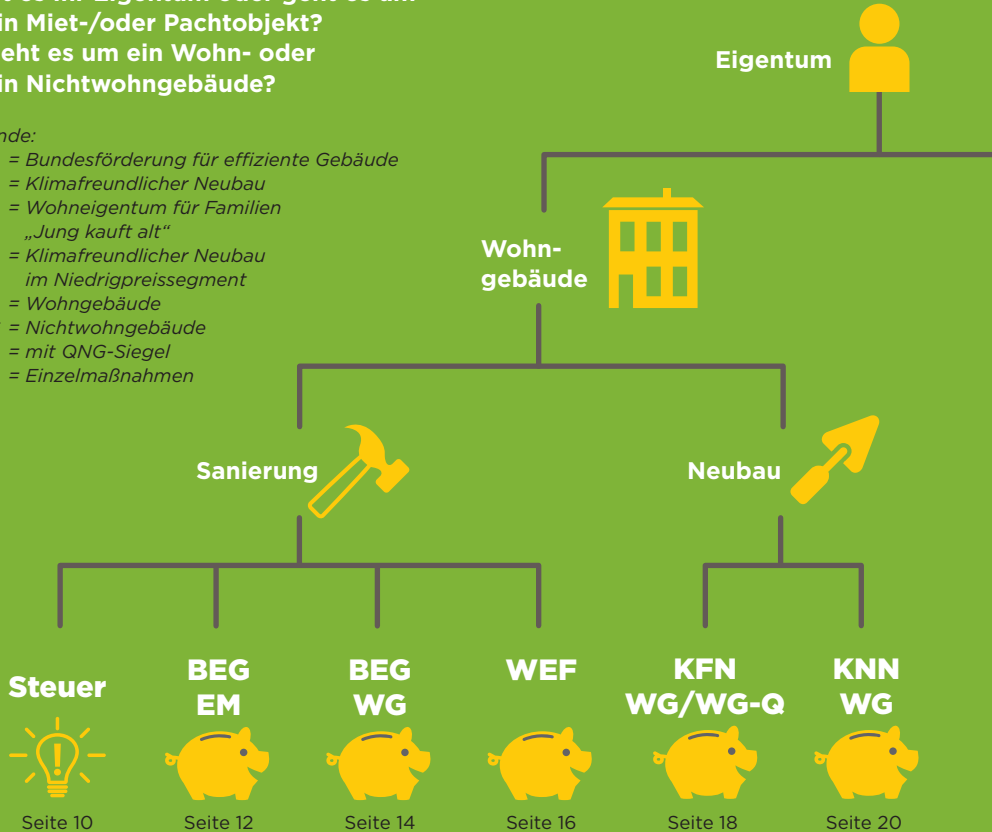 in Miet-/oder Pachtobjekt?
eht es um ein Wohn- oder
in Nichtwohngebäude?
nde:
= Bundesförderung für effiziente Gebäude
= Klimafreundlicher Neubau
= Wohneigentum für Familien
„Jung kauft alt“
= Klimafreundlicher Neubau
im Niedrigpreissegment
= Wohngebäude
= Nichtwohngebäude
= mit QNG-Siegel
= Einzelmaßnahmen
Eigentum
Wohn-
gebäude
Sanierung
Neubau
Steuer
Seite 10
BEG
EM
Seite 12
BEG
WG
Seite 14
WEF
Seite 16
KFN
WG/WG-Q
Seite 18
KNN
WG
Seite 20